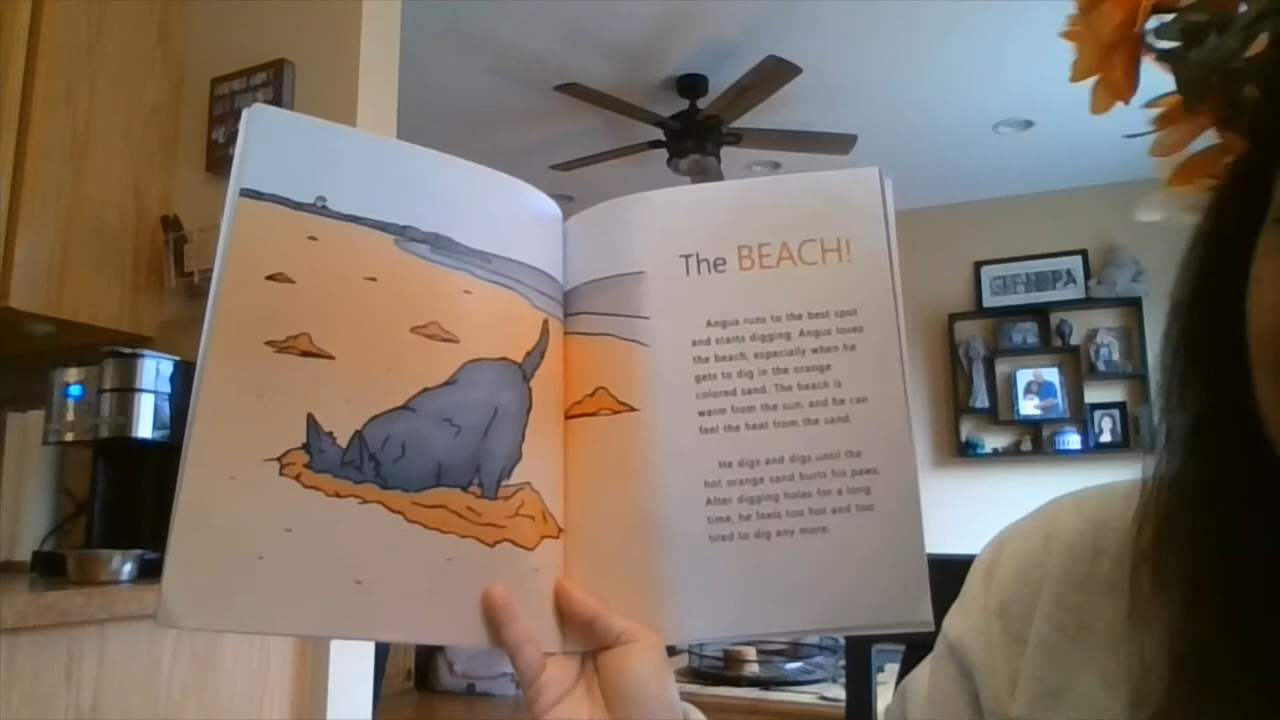 The BEACH!
Angus runs to the best spot
and starts digging. Angus loves
the beach, especially when he
gets to dig in the orange
colored sand. The beach is
warm from the sun, and he can
feel the heat from the sand.
He digs and digs until the
hot orange sand hurts his paws.
After digging holes for a long
time, he feels too hot and too
tired to dig any more.